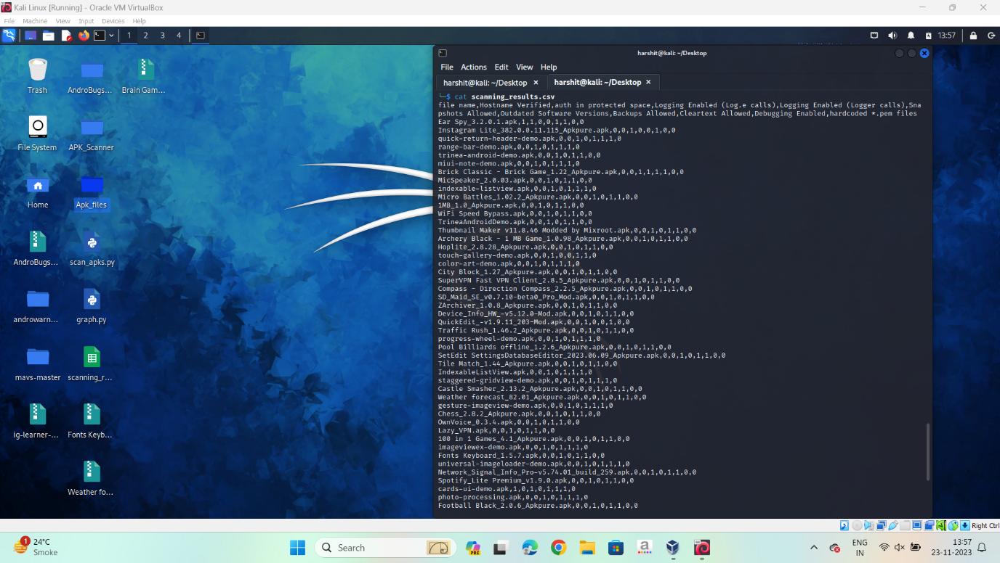 Kali Linux [Running] - Oracle VM VirtualBox
File Machine View Input Devices Help
1 2 3 4
13:57
Trash
AndroBugs...
Brain Gam...
File System
APK_Scanner
Home
Apk_files
AndroBugs...
scan_apks.py
androwarn...
graph.py
mavs-master
scanning_r...
ig-learner-...
Fonts Keyb...
Weather fo...
harshit@kali: ~/Desktop
File Actions Edit View Help
harshit@kali: ~/Desktop × harshit@kali: ~/Desktop ×
└─$ cat scanning_results.csv
file name,Hostname Verified,auth in protected space,Logging Enabled (Log.e calls),Logging Enabled (Logger calls),Sna
pshots Allowed,Outdated Software Versions,Backups Allowed,Cleartext Allowed,Debugging Enabled,hardcoded *.pem files
Ear Spy_3.2.0.1.apk,1,1,0,0,1,1,0,0
Instagram Lite_382.0.0.11.115_Apkpure.apk,0,0,1,0,0,1,0,0
quick-return-header-demo.apk,0,0,1,0,1,1,1,0
range-bar-demo.apk,0,0,1,0,1,1,1,0
trinea-android-demo.apk,0,0,1,0,1,1,0,0
miui-note-demo.apk,0,0,1,0,1,1,1,0
Brick Classic - Brick Game_1.22_Apkpure.apk,0,0,1,1,1,1,0,0
MicSpeaker_2.0.03.apk,0,0,1,0,1,1,0,0
indexable-listview.apk,0,0,1,0,1,1,1,0
Micro Battles_1.02.2_Apkpure.apk,0,0,1,0,1,1,0,0
1MB_1.0_Apkpure.apk,0,0,1,0,1,1,0,0
WiFi Speed Bypass.apk,0,0,1,0,1,1,0,0
TrineaAndroidDemo.apk,0,0,1,0,1,1,0,0
Thumbnail Maker v11.8.46 Modded by Mixroot.apk,0,0,1,0,1,1,0,0
Archery Black - 1 MB Game_1.0.98_Apkpure.apk,0,0,1,0,1,1,0,0
Hoplite_2.8.28_Apkpure.apk,0,0,1,0,1,1,0,0
touch-gallery-demo.apk,0,0,1,0,0,1,1,0
color-art-demo.apk,0,0,1,0,1,1,1,0
City Block_1.27_Apkpure.apk,0,0,1,0,1,1,0,0
SuperVPN Fast VPN Client_2.8.5_Apkpure.apk,0,0,1,0,1,1,0,0
Compass - Direction Compass_2.2.5_Apkpure.apk,0,0,1,0,1,1,0,0
SD_Maid_SE_v0.7.10-beta0_Pro_Mod.apk,0,0,1,0,1,1,0,0
ZArchiver_1.0.8_Apkpure.apk,0,0,1,0,1,1,0,0
Device_Info_HW_-v5.12.0-Mod.apk,0,0,1,0,1,1,0,0
QuickEdit_-v1.9.11_203-Mod.apk,0,0,1,0,0,1,0,0
Traffic Rush_1.46.2_Apkpure.apk,0,0,1,0,1,1,0,0
progress-wheel-demo.apk,0,0,1,0,1,1,1,0
Pool Billiards offline_1.2.6_Apkpure.apk,0,0,1,0,1,1,0,0
SetEdit SettingsDatabaseEditor_2023.06.09_Apkpure.apk,0,0,1,0,1,1,0,0
Tile Match_1.44_Apkpure.apk,0,0,1,0,1,1,0,0
IndexableListView.apk,0,0,1,0,1,1,1,0
staggered-gridview-demo.apk,0,0,1,0,1,1,1,0
Castle Smasher_2.13.2_Apkpure.apk,0,0,1,0,1,1,0,0
Weather forecast_82.01_Apkpure.apk,0,0,1,0,1,1,0,0
gesture-imageview-demo.apk,0,0,1,0,1,1,1,0
Chess_2.8.2_Apkpure.apk,0,0,1,0,1,1,0,0
OwnVoice_0.3.4.apk,0,0,1,0,1,1,0,0
Lazy_VPN.apk,0,0,1,0,1,1,0,0
100 in 1 Games_4.1_Apkpure.apk,0,0,1,0,1,1,0,0
imageviewex-demo.apk,0,0,1,0,1,1,1,0
Fonts Keyboard_1.5.7.apk,0,0,1,0,1,1,0,0
universal-imageloader-demo.apk,0,0,1,0,1,1,1,0
Network_Signal_Info_Pro-v5.74.01_build_259.apk,0,0,1,0,1,1,0,0
Spotify_Lite Premium_v1.9.0.apk,0,0,1,0,1,1,0,0
cards-ui-demo.apk,1,0,1,0,1,1,1,0
photo-processing.apk,0,0,1,0,1,1,1,0
Football Black_2.0.6_Apkpure.apk,0,0,1,0,1,1,0,0
Right Ctrl
1
24°C
Smoke
Search
PRE
ENG
IN
13:57
23-11-2023